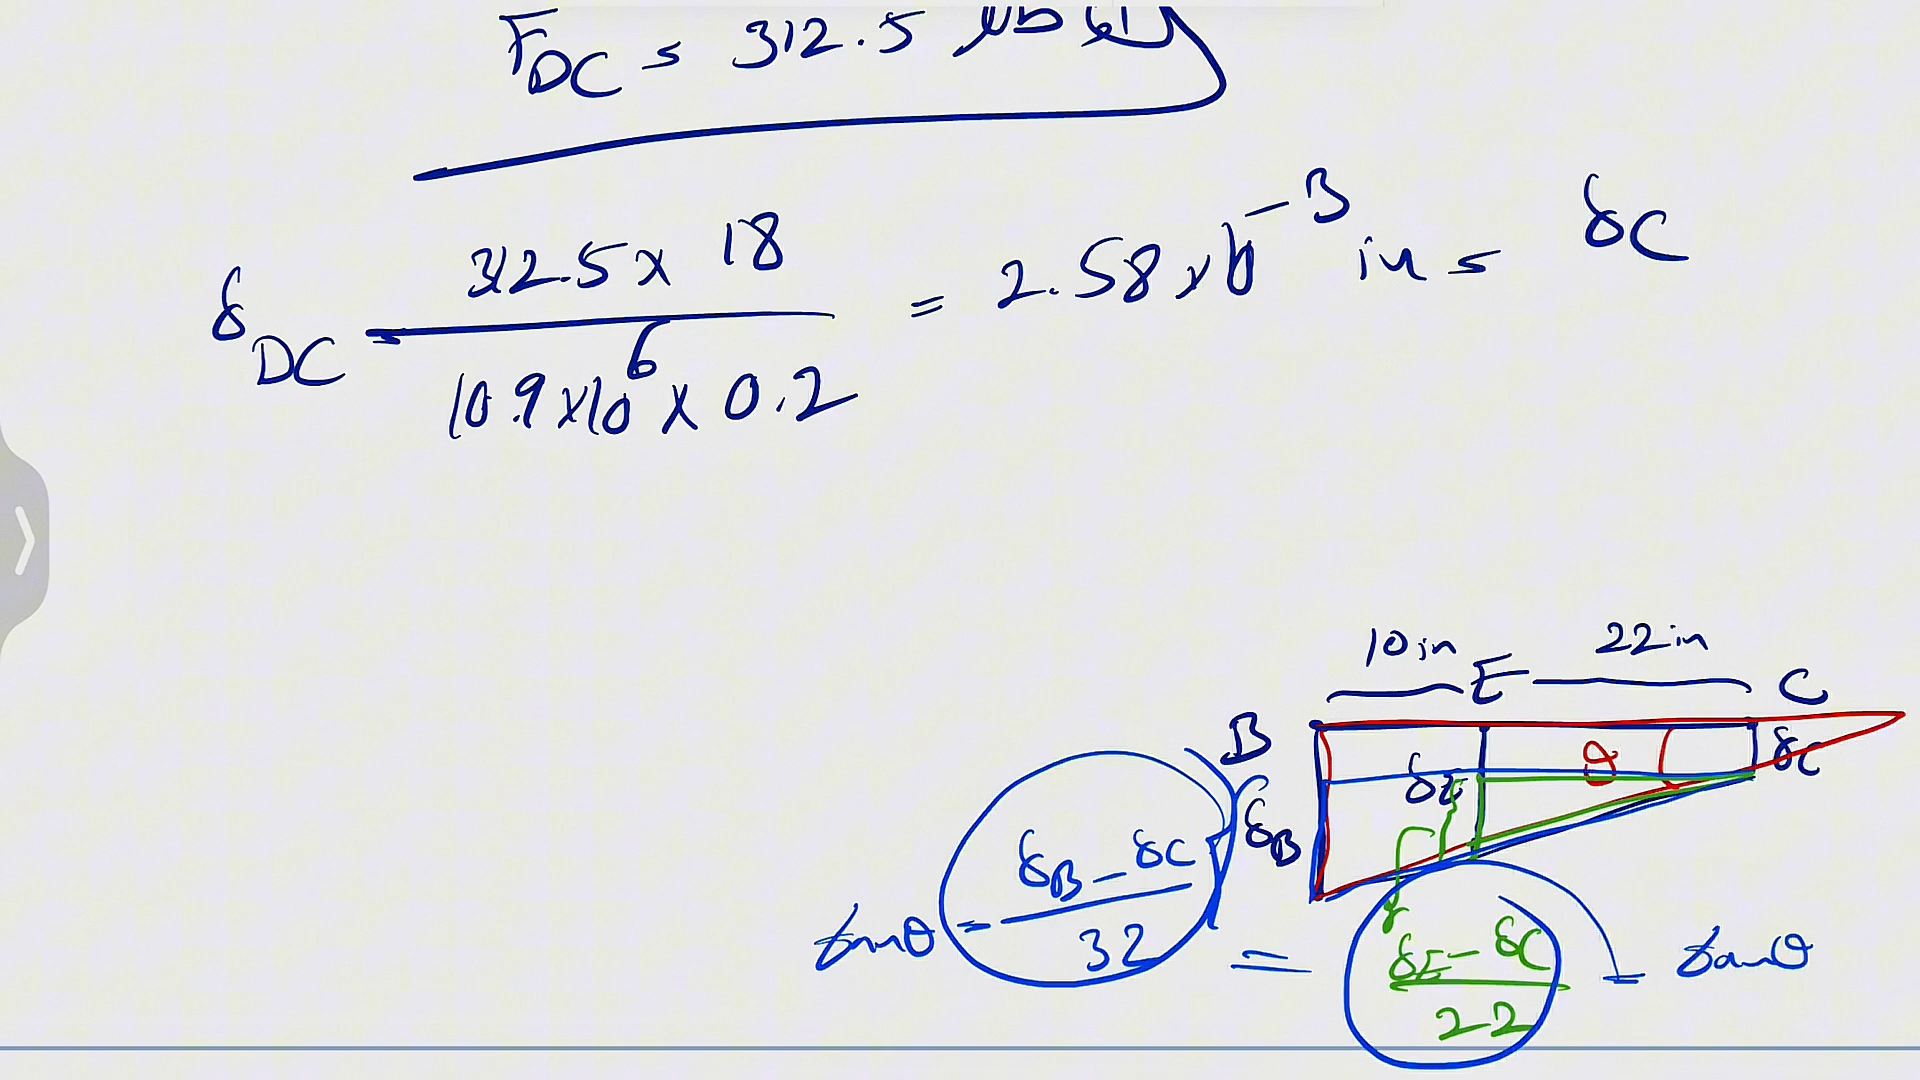 F_DC = 312.5
δ_DC = (312.5 x 18) / (10.9 x 10^6 x 0.2) = 2.58 x 10^-3 in = δC
10 in E 22 in C
B δE θ δC
δB
tanθ = (δB - δC) / 32 = (δE - δC) / 22 = tanθ